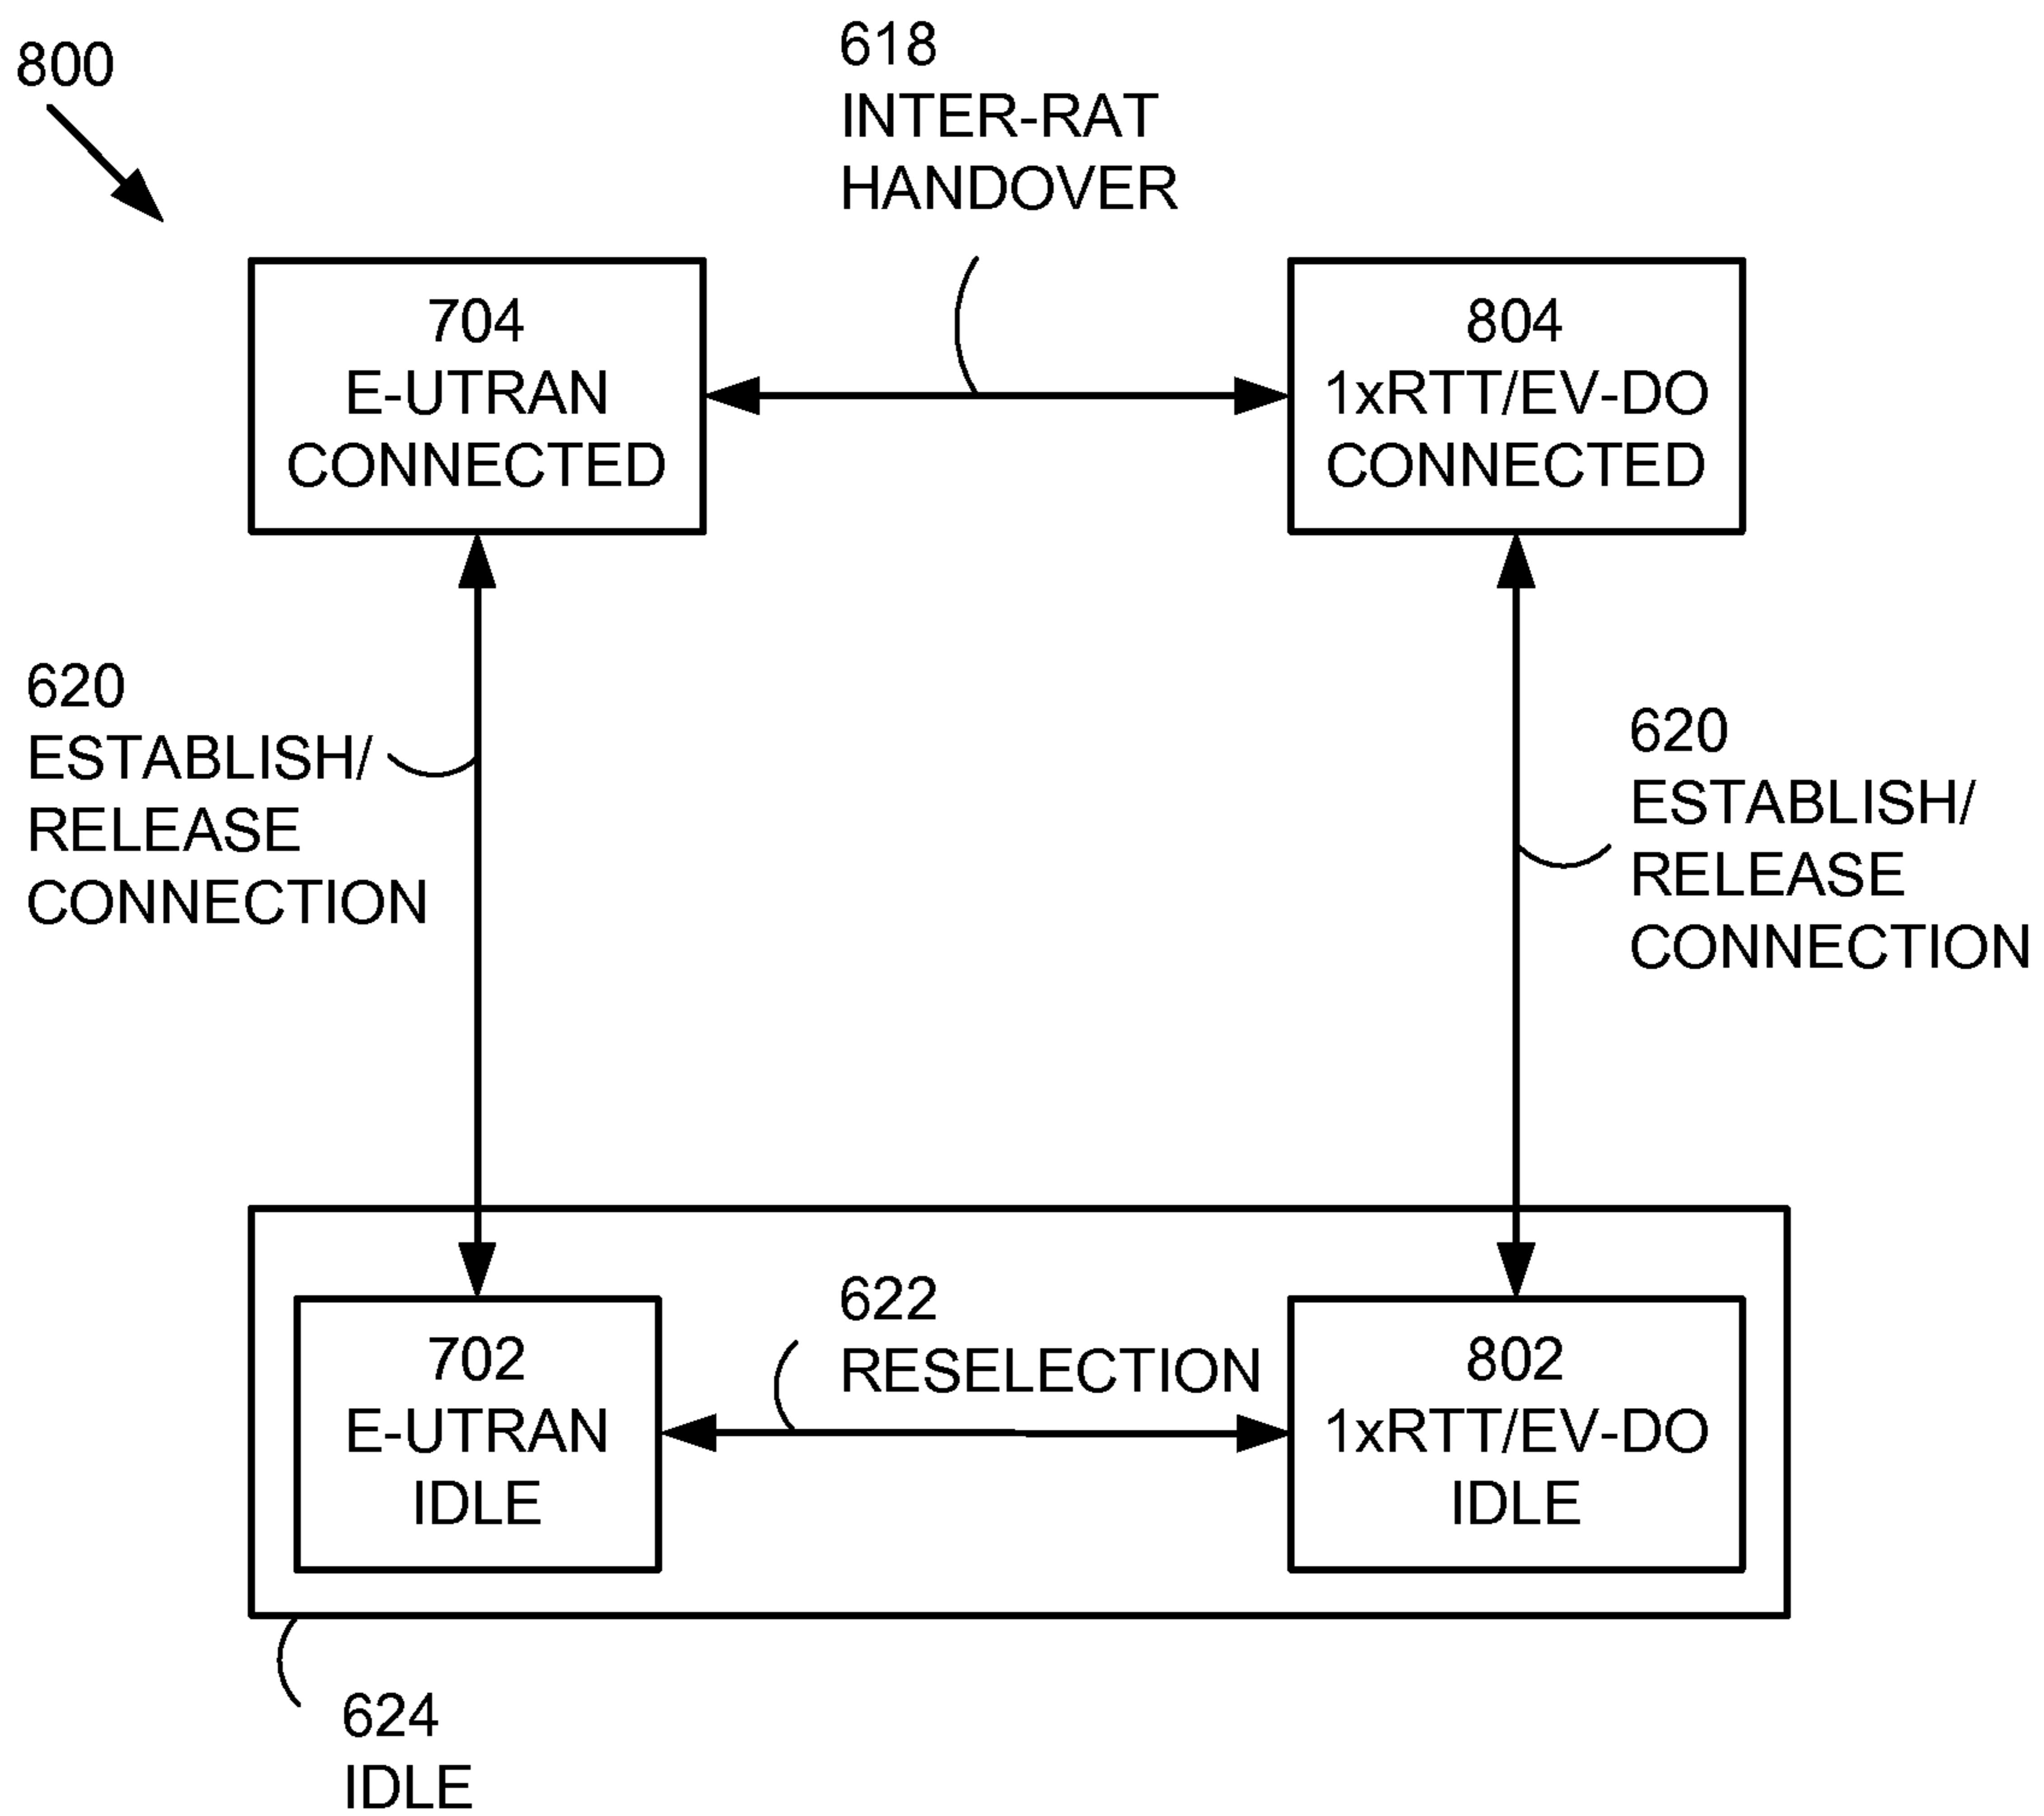 800
618
INTER-RAT
HANDOVER
704
E-UTRAN
CONNECTED
804
1xRTT/EV-DO
CONNECTED
620
ESTABLISH/
RELEASE
CONNECTION
620
ESTABLISH/
RELEASE
CONNECTION
702
E-UTRAN
IDLE
622
RESELECTION
802
1xRTT/EV-DO
IDLE
624
IDLE